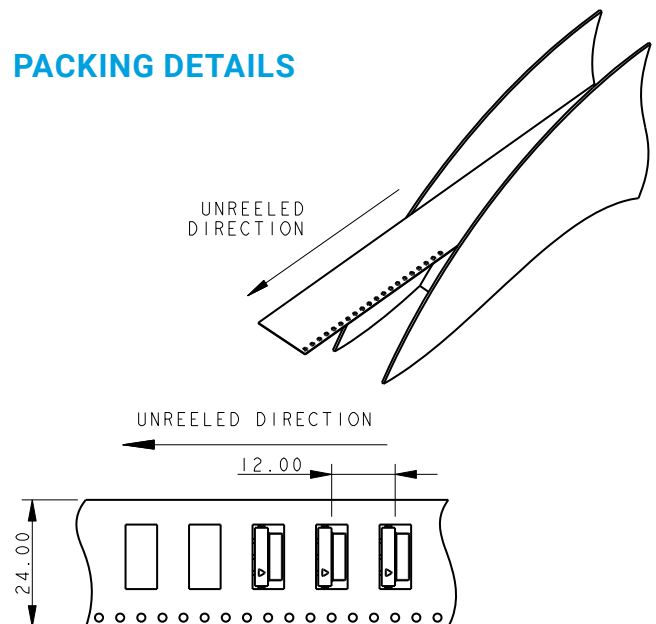 PACKING DETAILS
UNREELED
DIRECTION
UNREELED DIRECTION
12.00
24.00